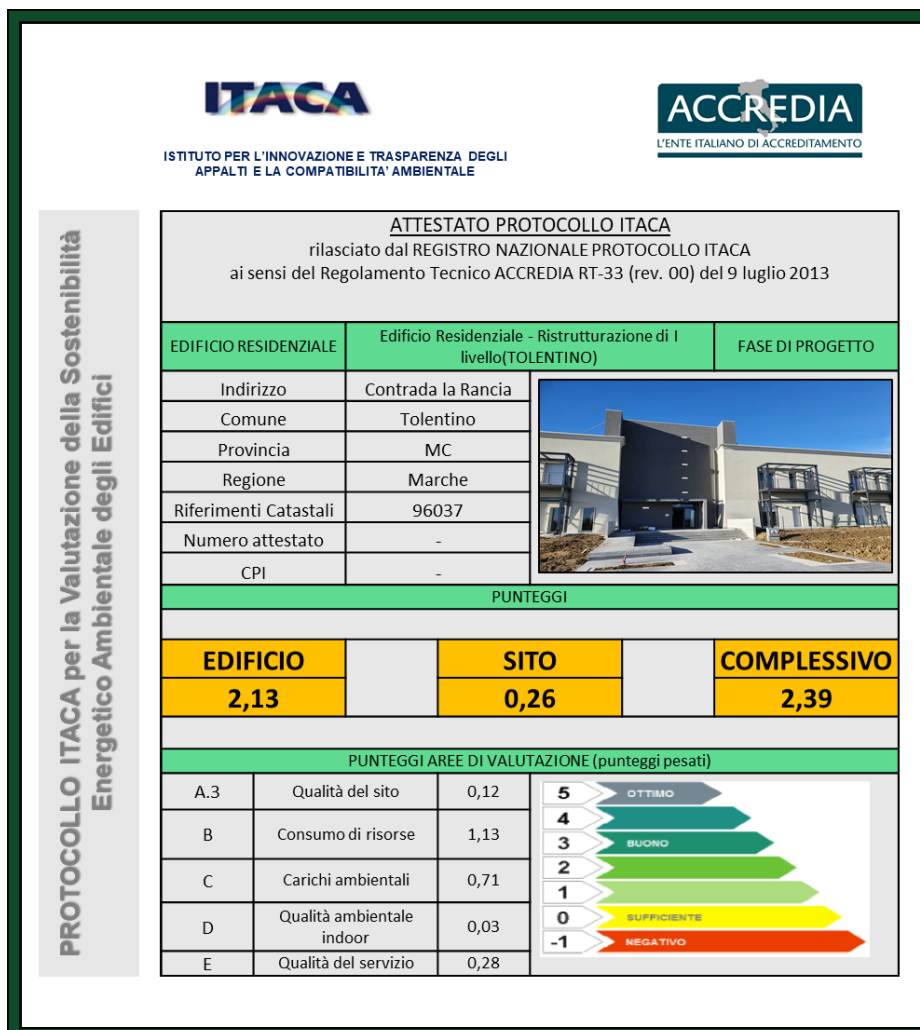 ITACA
ISTITUTO PER L'INNOVAZIONE E TRASPARENZA DEGLI
APPALTI E LA COMPATIBILITA' AMBIENTALE
ACCREDIA
L'ENTE ITALIANO DI ACCREDITAMENTO
PROTOCOLLO ITACA per la Valutazione della Sostenibilità
Energetico Ambientale degli Edifici
ATTESTATO PROTOCOLLO ITACA
rilasciato dal REGISTRO NAZIONALE PROTOCOLLO ITACA
ai sensi del Regolamento Tecnico ACCREDIA RT-33 (rev. 00) del 9 luglio 2013
EDIFICIO RESIDENZIALE
Edificio Residenziale - Ristrutturazione di I
livello(TOLENTINO)
FASE DI PROGETTO
Indirizzo Contrada la Rancia
Comune Tolentino
Provincia MC
Regione Marche
Riferimenti Catastali 96037
Numero attestato -
CPI -
PUNTEGGI
EDIFICIO SITO COMPLESSIVO
2,13 0,26 2,39
PUNTEGGI AREE DI VALUTAZIONE (punteggi pesati)
A.3 Qualità del sito 0,12
B Consumo di risorse 1,13
C Carichi ambientali 0,71
D Qualità ambientale
indoor 0,03
E Qualità del servizio 0,28
5 OTTIMO
4
3 BUONO
2
1
0 SUFFICIENTE
-1 NEGATIVO